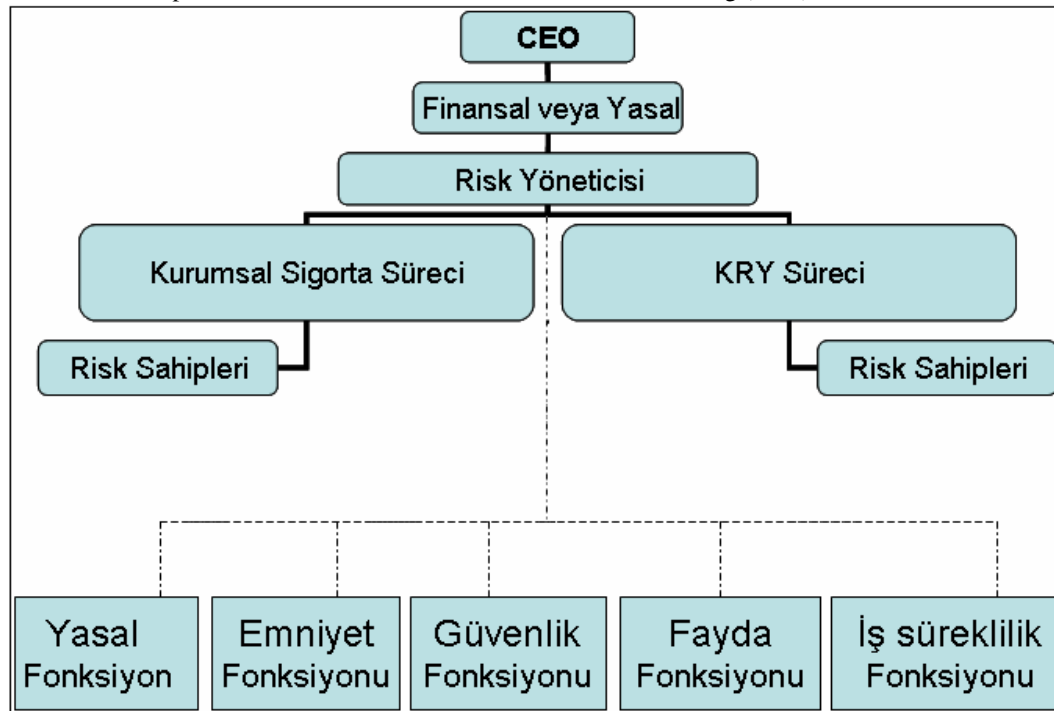 CEO
Finansal veya Yasal
Risk Yöneticisi
Kurumsal Sigorta Süreci
KRY Süreci
Risk Sahipleri
Risk Sahipleri
Yasal
Fonksiyon
Emniyet
Fonksiyonu
Güvenlik
Fonksiyonu
Fayda
Fonksiyonu
İş süreklilik
Fonksiyonu